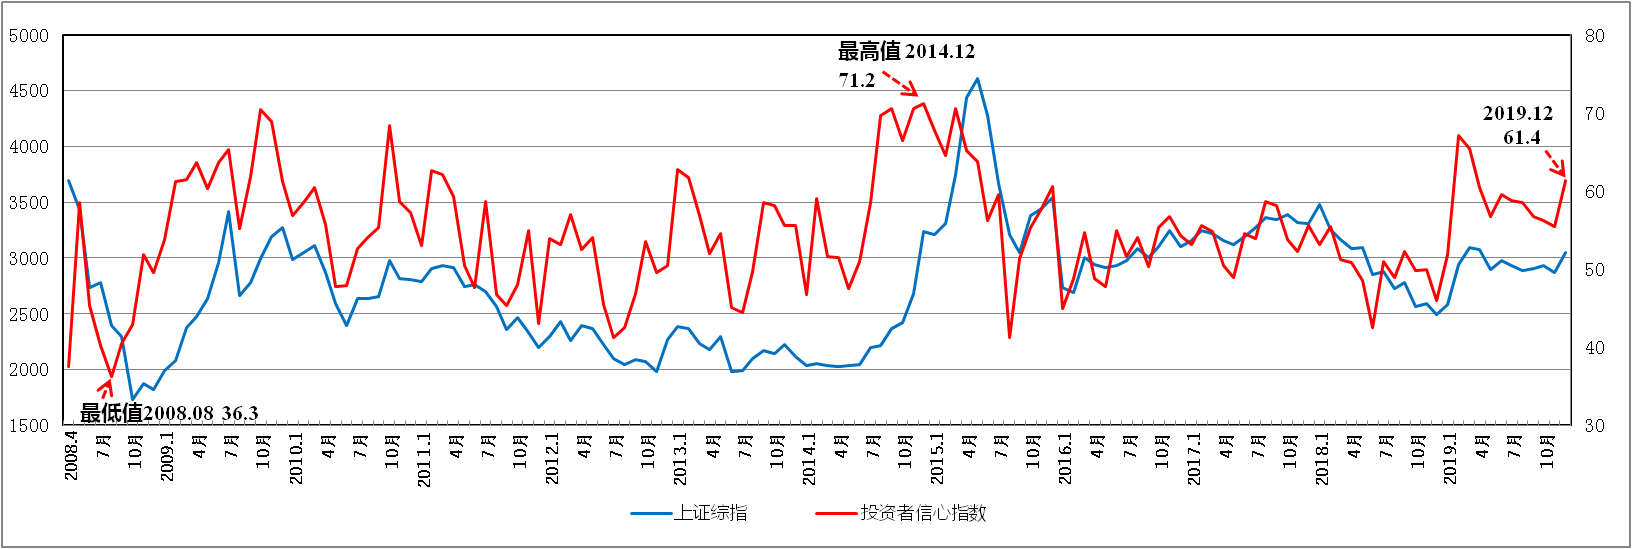 5000
4500
4000
3500
3000
2500
2000
1500
80
70
60
50
40
30
最高值 2014.12
71.2
2019.12
61.4
最低值2008.08 36.3
2008.4
7月
10月
2009.1
4月
7月
10月
2010.1
4月
7月
10月
2011.1
4月
7月
10月
2012.1
4月
7月
10月
2013.1
4月
7月
10月
2014.1
4月
7月
10月
2015.1
4月
7月
10月
2016.1
4月
7月
10月
2017.1
4月
7月
10月
2018.1
4月
7月
10月
2019.1
4月
7月
10月
上证综指
投资者信心指数